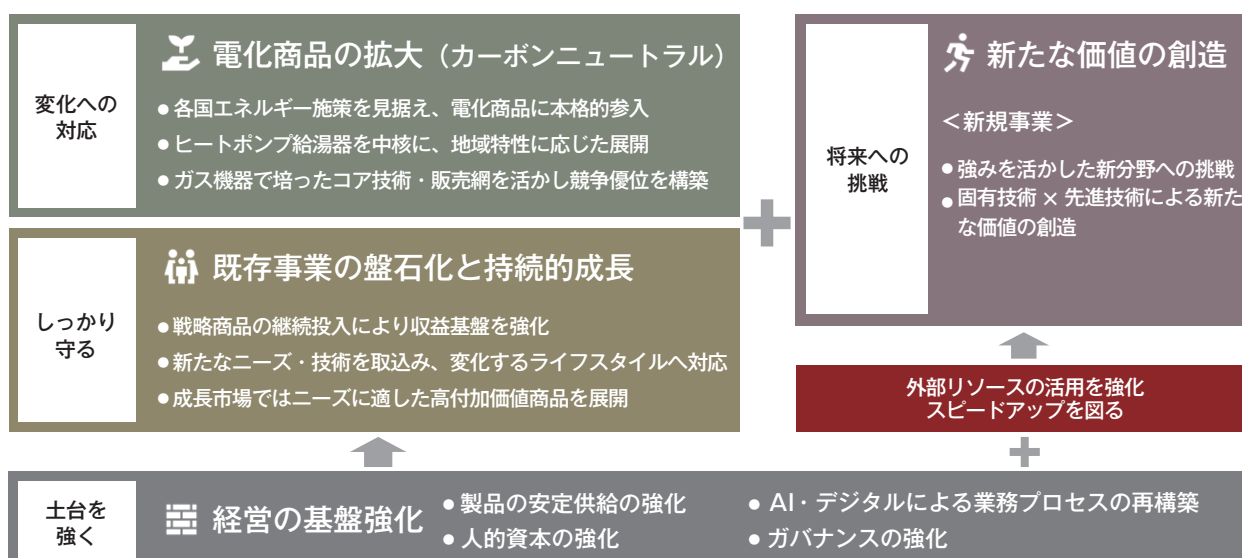 変化への
対応
電化商品の拡大（カーボンニュートラル）
●各国エネルギー施策を見据え、電化商品に本格的参入
●ヒートポンプ給湯器を中核に、地域特性に応じた展開
●ガス機器で培ったコア技術・販売網を活かし競争優位を構築
しっかり
守る
既存事業の盤石化と持続的成長
●戦略商品の継続投入により収益基盤を強化
●新たなニーズ・技術を取込み、変化するライフスタイルへ対応
●成長市場ではニーズに適した高付加価値商品を展開
将来への
挑戦
新たな価値の創造
＜新規事業＞
●強みを活かした新分野への挑戦
●固有技術 × 先進技術による新た
な価値の創造
外部リソースの活用を強化
スピードアップを図る
土台を
強く
経営の基盤強化
●製品の安定供給の強化
●人的資本の強化
●AI・デジタルによる業務プロセスの再構築
●ガバナンスの強化